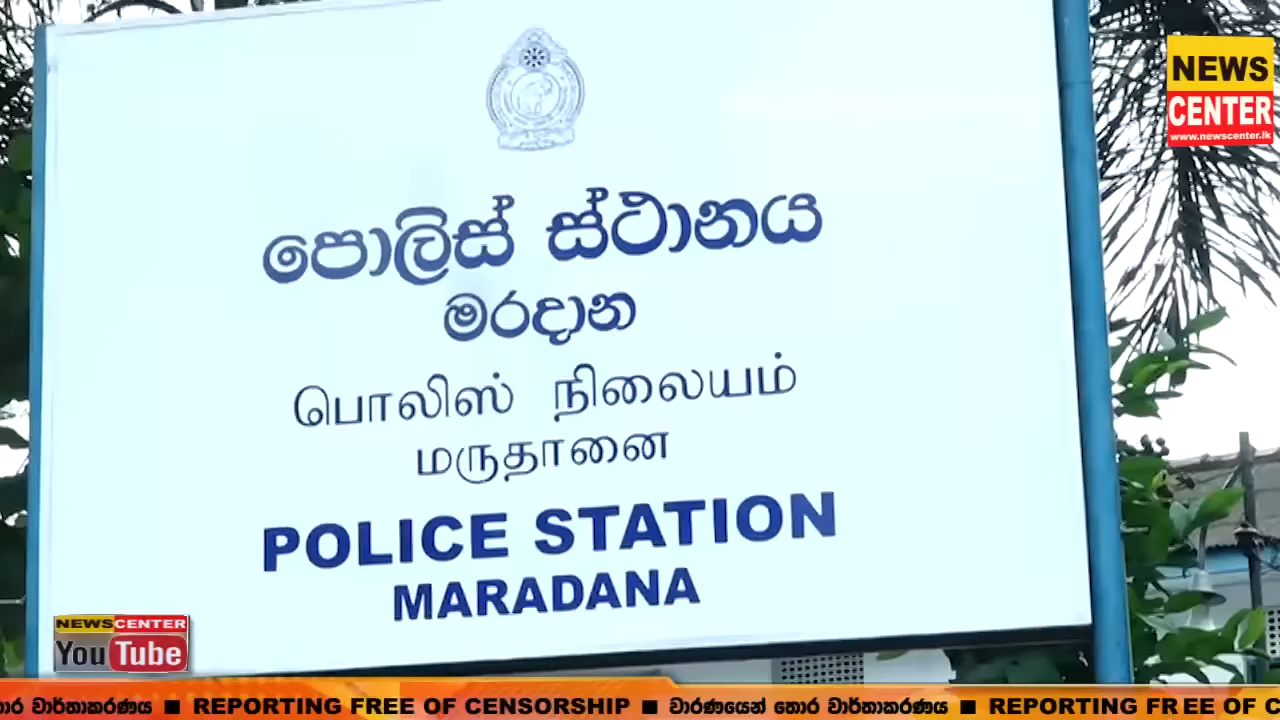 NEWS
CENTER
www.newscenter.lk
පොලිස් ස්ථානය
මරදාන
பொலிஸ் நிலையம்
மருதானை
POLICE STATION
MARADANA
NEWSCENTER
YouTube
තොර වාර්තාකරණය ■ REPORTING FREE OF CENSORSHIP ■ වාරණයෙන් තොර වාර්තාකරණය ■ REPORTING FREE OF